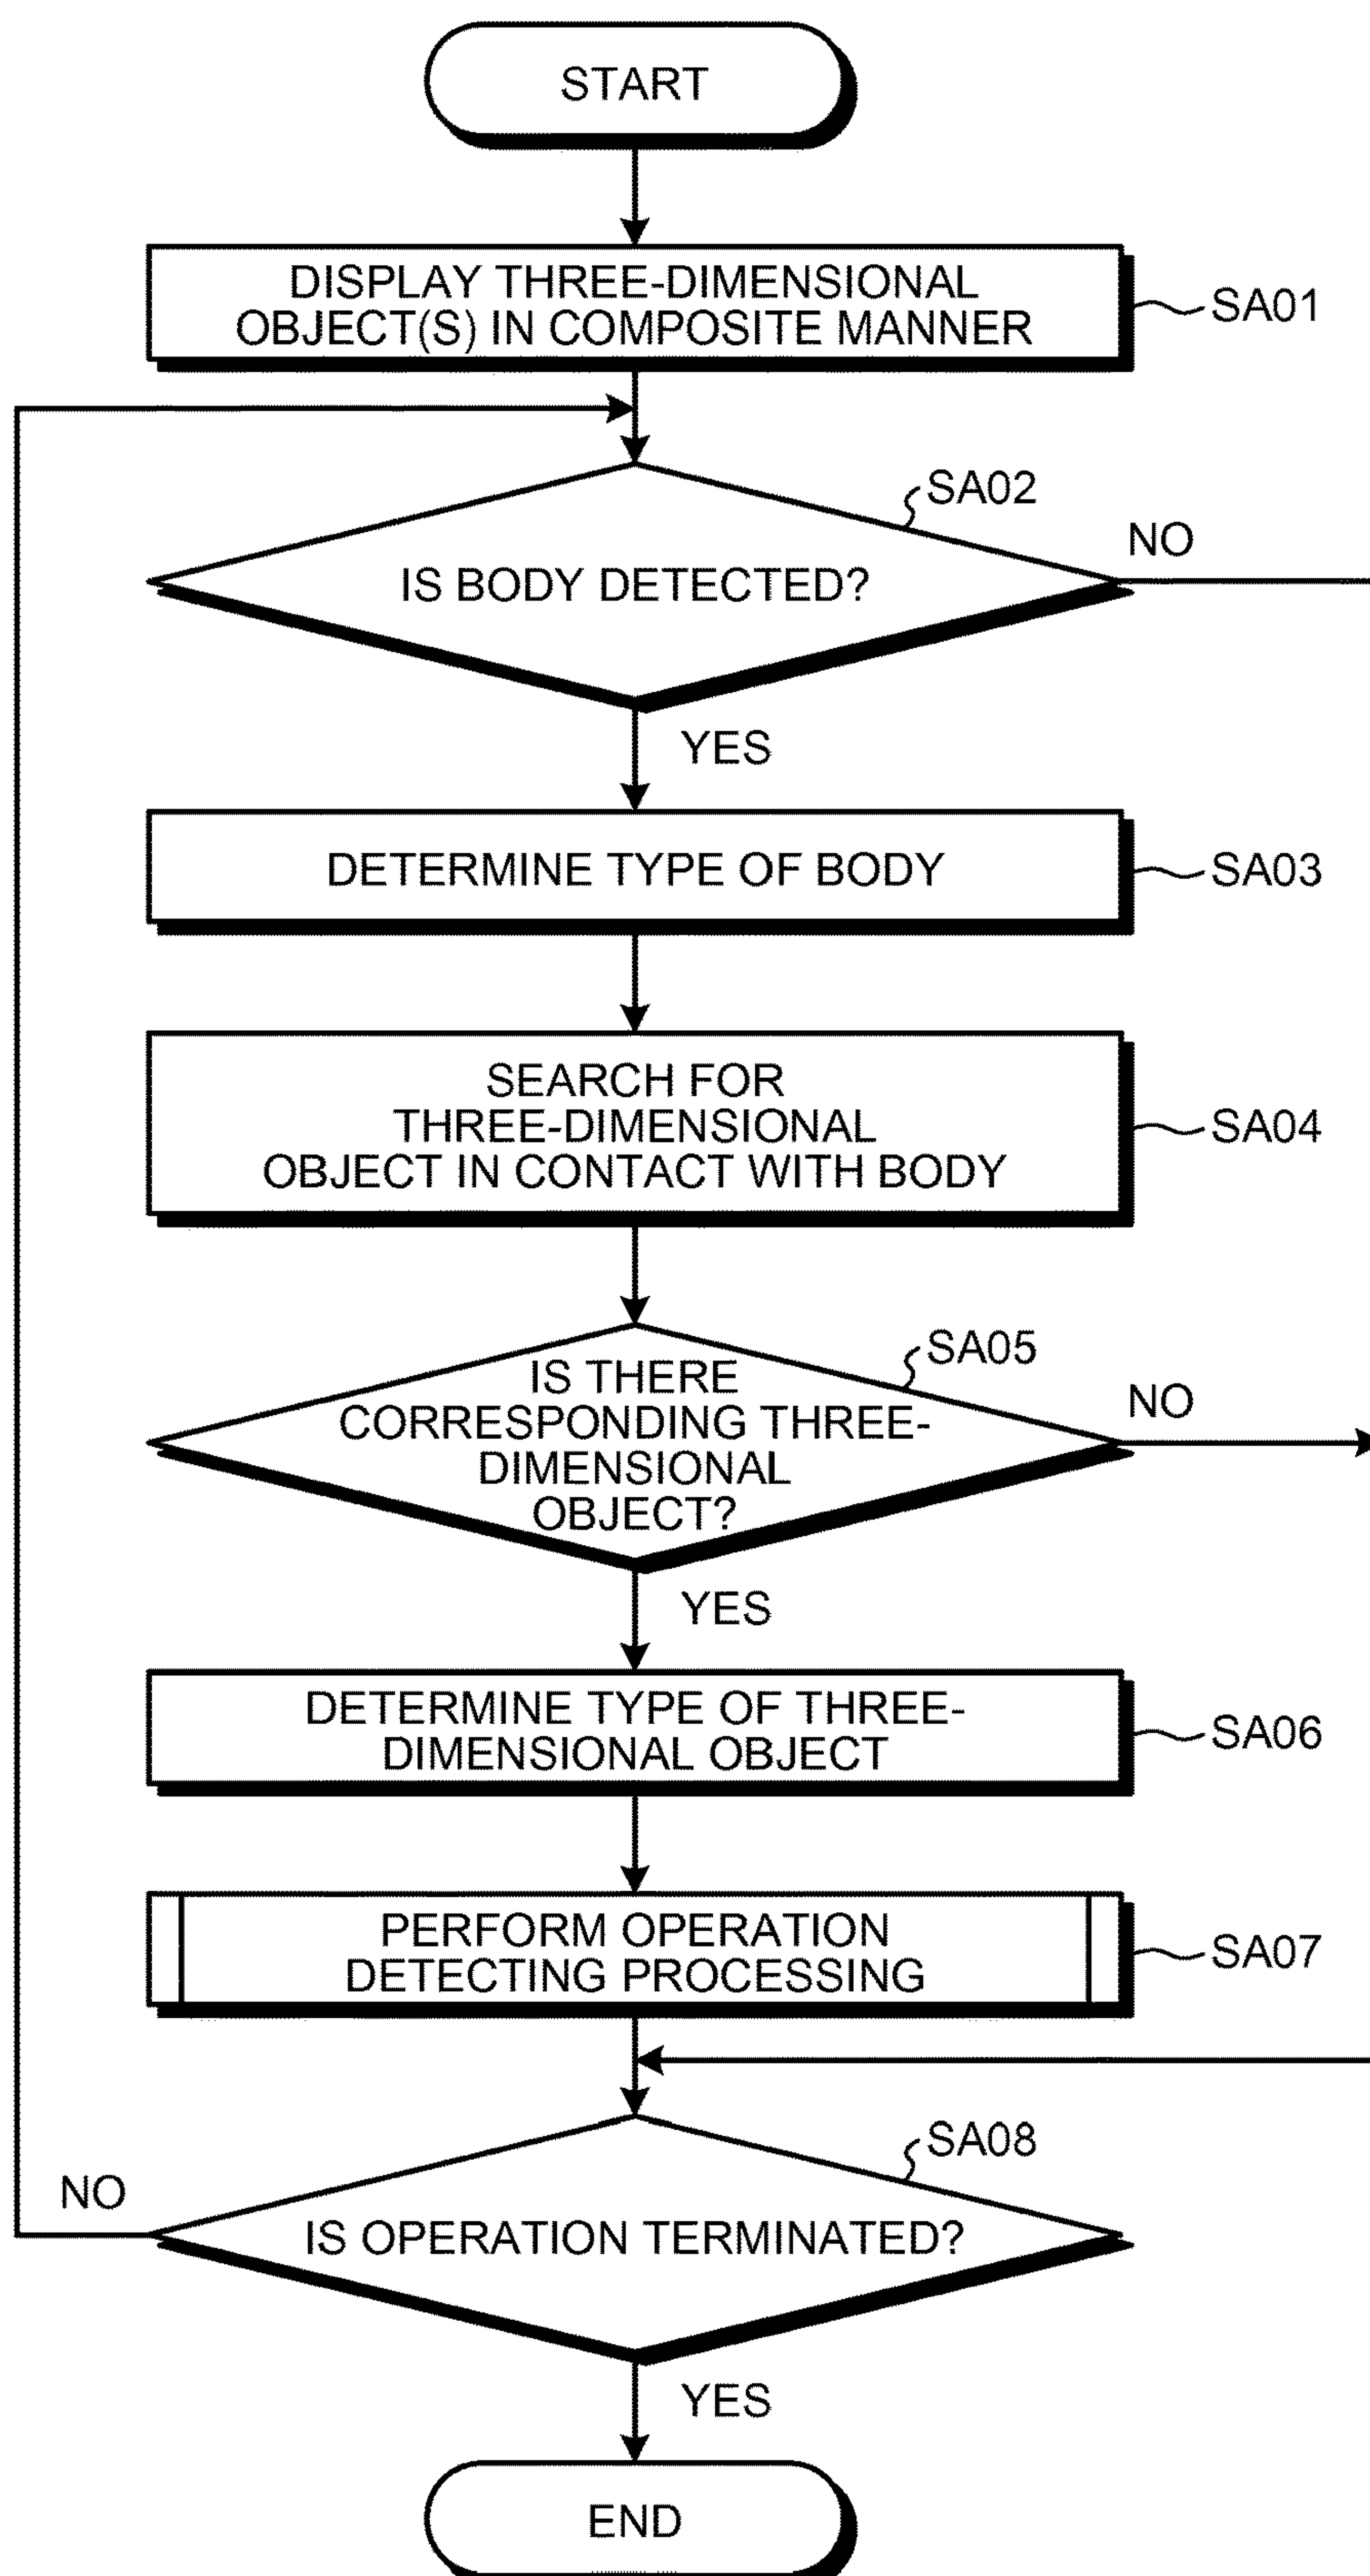 START
DISPLAY THREE-DIMENSIONAL
OBJECT(S) IN COMPOSITE MANNER
SA01
SA02
NO
IS BODY DETECTED?
YES
DETERMINE TYPE OF BODY
SA03
SEARCH FOR
THREE-DIMENSIONAL
OBJECT IN CONTACT WITH BODY
SA04
SA05
IS THERE
CORRESPONDING THREE-
DIMENSIONAL
OBJECT?
NO
YES
DETERMINE TYPE OF THREE-
DIMENSIONAL OBJECT
SA06
PERFORM OPERATION
DETECTING PROCESSING
SA07
SA08
NO
IS OPERATION TERMINATED?
YES
END